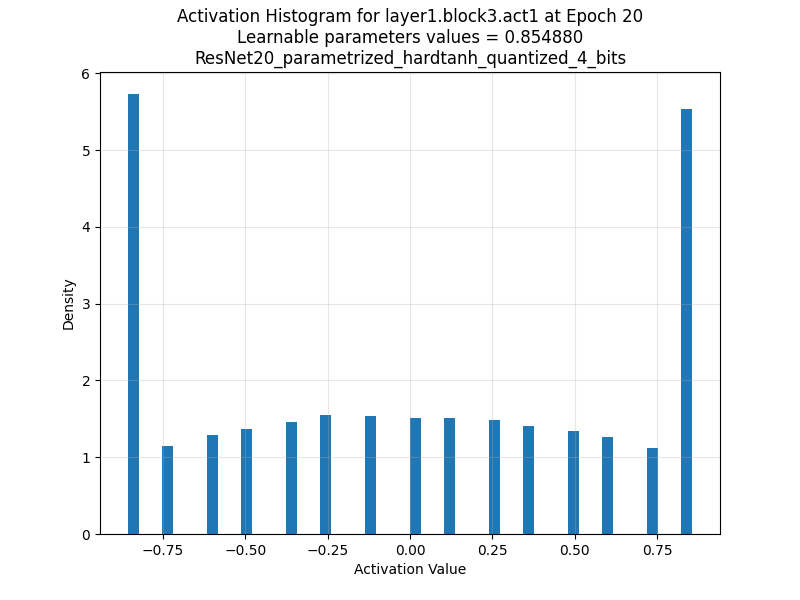 Activation Histogram for layer1.block3.act1 at Epoch 20
Learnable parameters values = 0.854880
ResNet20_parametrized_hardtanh_quantized_4_bits
6
5
4
3
2
1
0
Density
−0.75 −0.50 −0.25 0.00 0.25 0.50 0.75
Activation Value